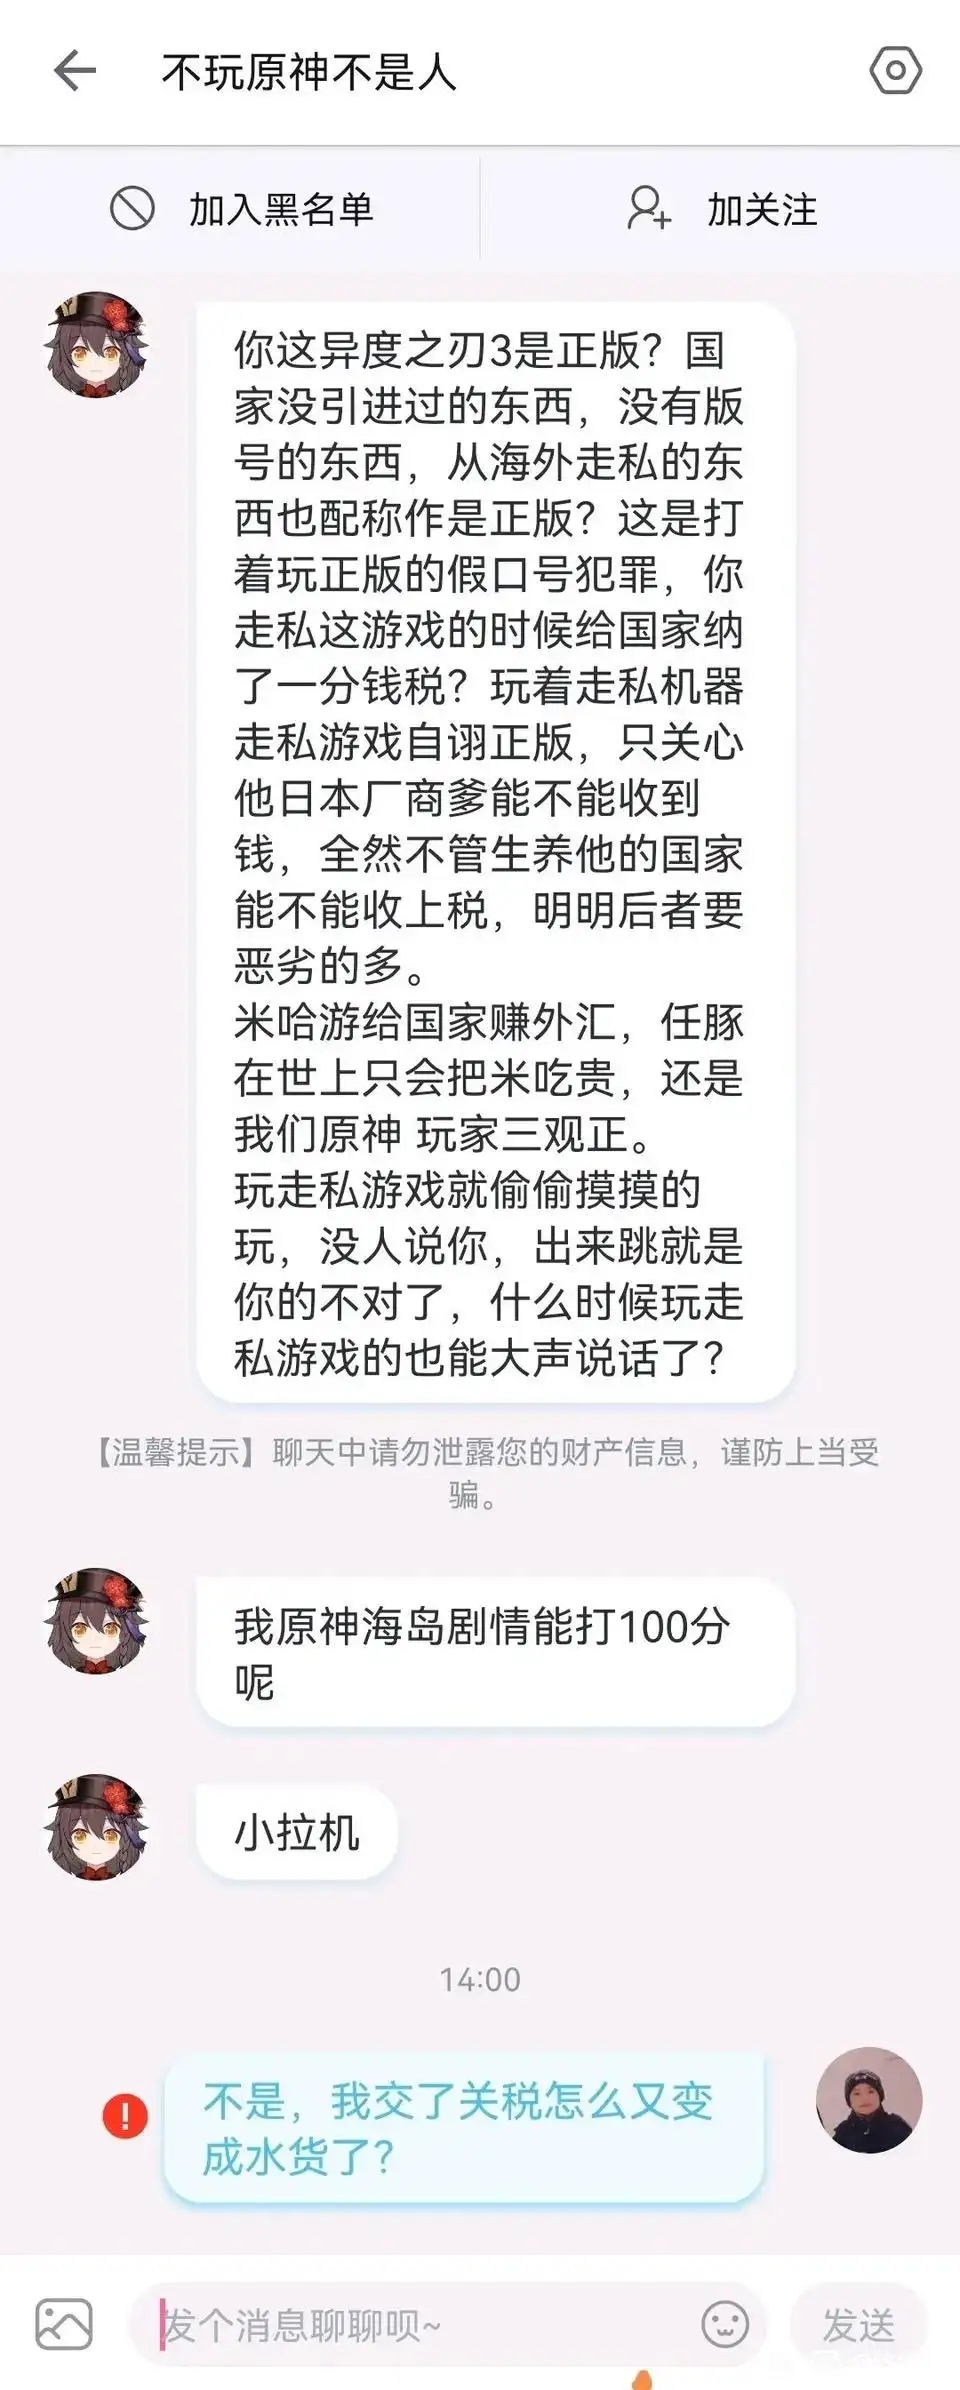 不玩原神不是人
加入黑名单
加关注
你这异度之刃3是正版？国
家没引进过的东西，没有版
号的东西，从海外走私的东
西也配称作是正版？这是打
着玩正版的假口号犯罪，你
走私这游戏的时候给国家纳
了一分钱税？玩着走私机器
走私游戏自诩正版，只关心
他日本厂商爹能不能收到
钱，全然不管生养他的国家
能不能收上税，明明后者要
恶劣的多。
米哈游给国家赚外汇，任豚
在世上只会把米吃贵，还是
我们原神 玩家三观正。
玩走私游戏就偷偷摸摸的
玩，没人说你，出来跳就是
你的不对了，什么时候玩走
私游戏的也能大声说话了？
【温馨提示】聊天中请勿泄露您的财产信息，谨防上当受
骗。
我原神海岛剧情能打100分
呢
小垃机
14:00
不是，我交了关税怎么又变
成水货了？
发个消息聊聊呗~
发送